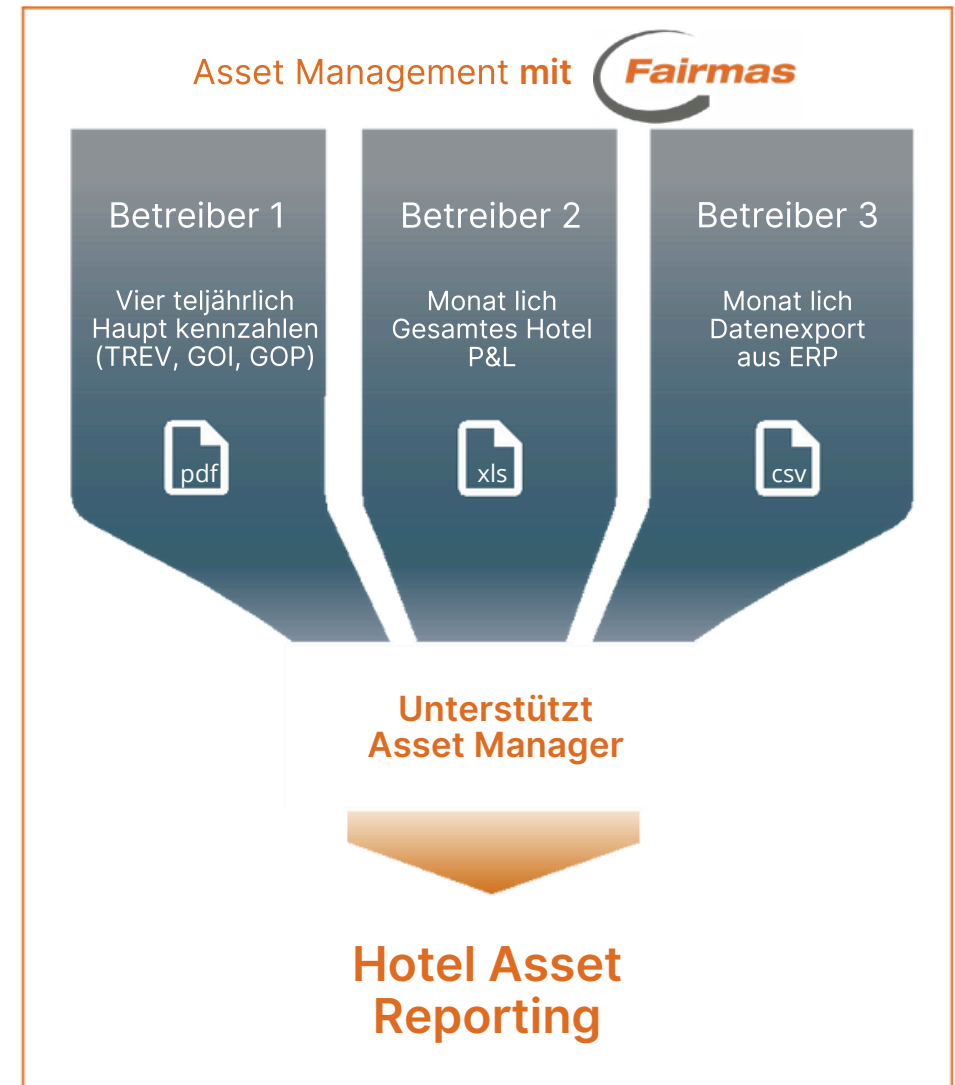 Asset Management mit Fairmas
Betreiber 1
Vier teljährlich
Haupt kennzahlen
(TREV, GOI, GOP)
pdf
Betreiber 2
Monat lich
Gesamtes Hotel
P&L
xls
Betreiber 3
Monat lich
Datenexport
aus ERP
csv
Unterstützt
Asset Manager
Hotel Asset
Reporting